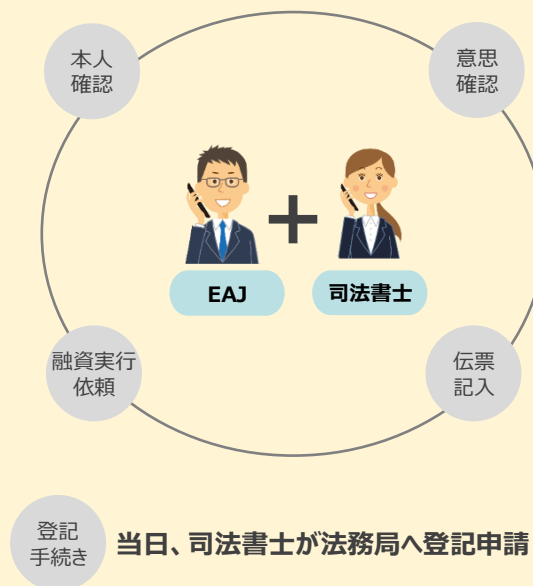 本人
確認
意思
確認
EAJ
司法書士
融資実行
依頼
伝票
記入
登記
手続き
当日、司法書士が法務局へ登記申請